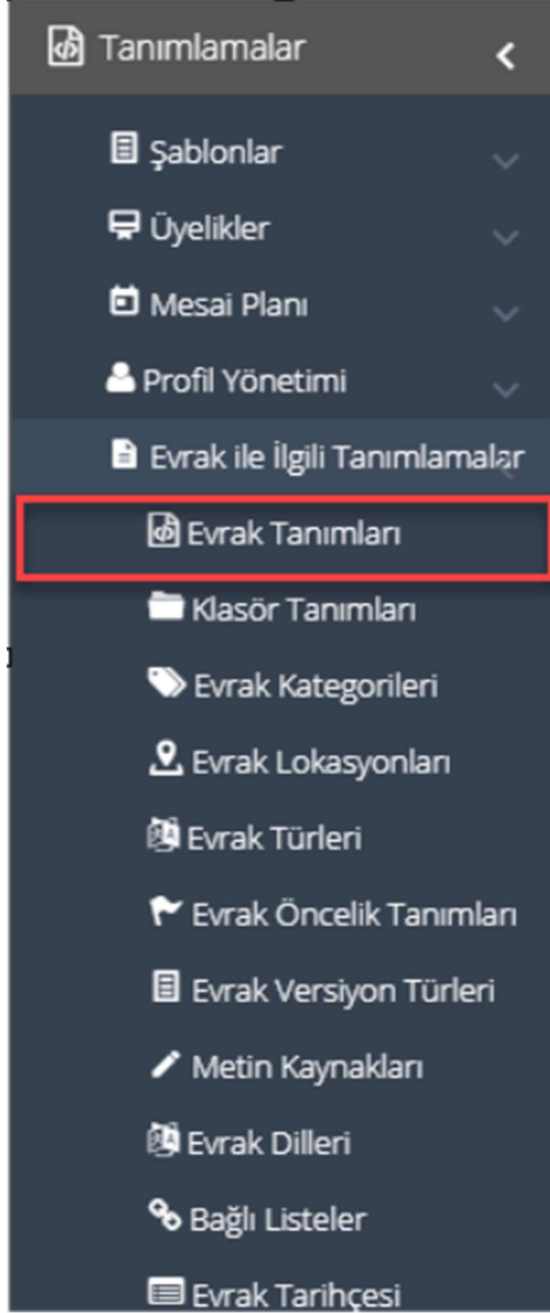 Tanımlamalar
Şablonlar
Üyelikler
Mesai Planı
Profil Yönetimi
Evrak ile İlgili Tanımlamalar
Evrak Tanımları
Klasör Tanımları
Evrak Kategorileri
Evrak Lokasyonları
Evrak Türleri
Evrak Öncelik Tanımları
Evrak Versiyon Türleri
Metin Kaynakları
Evrak Dilleri
Bağlı Listeler
Evrak Tarihçesi